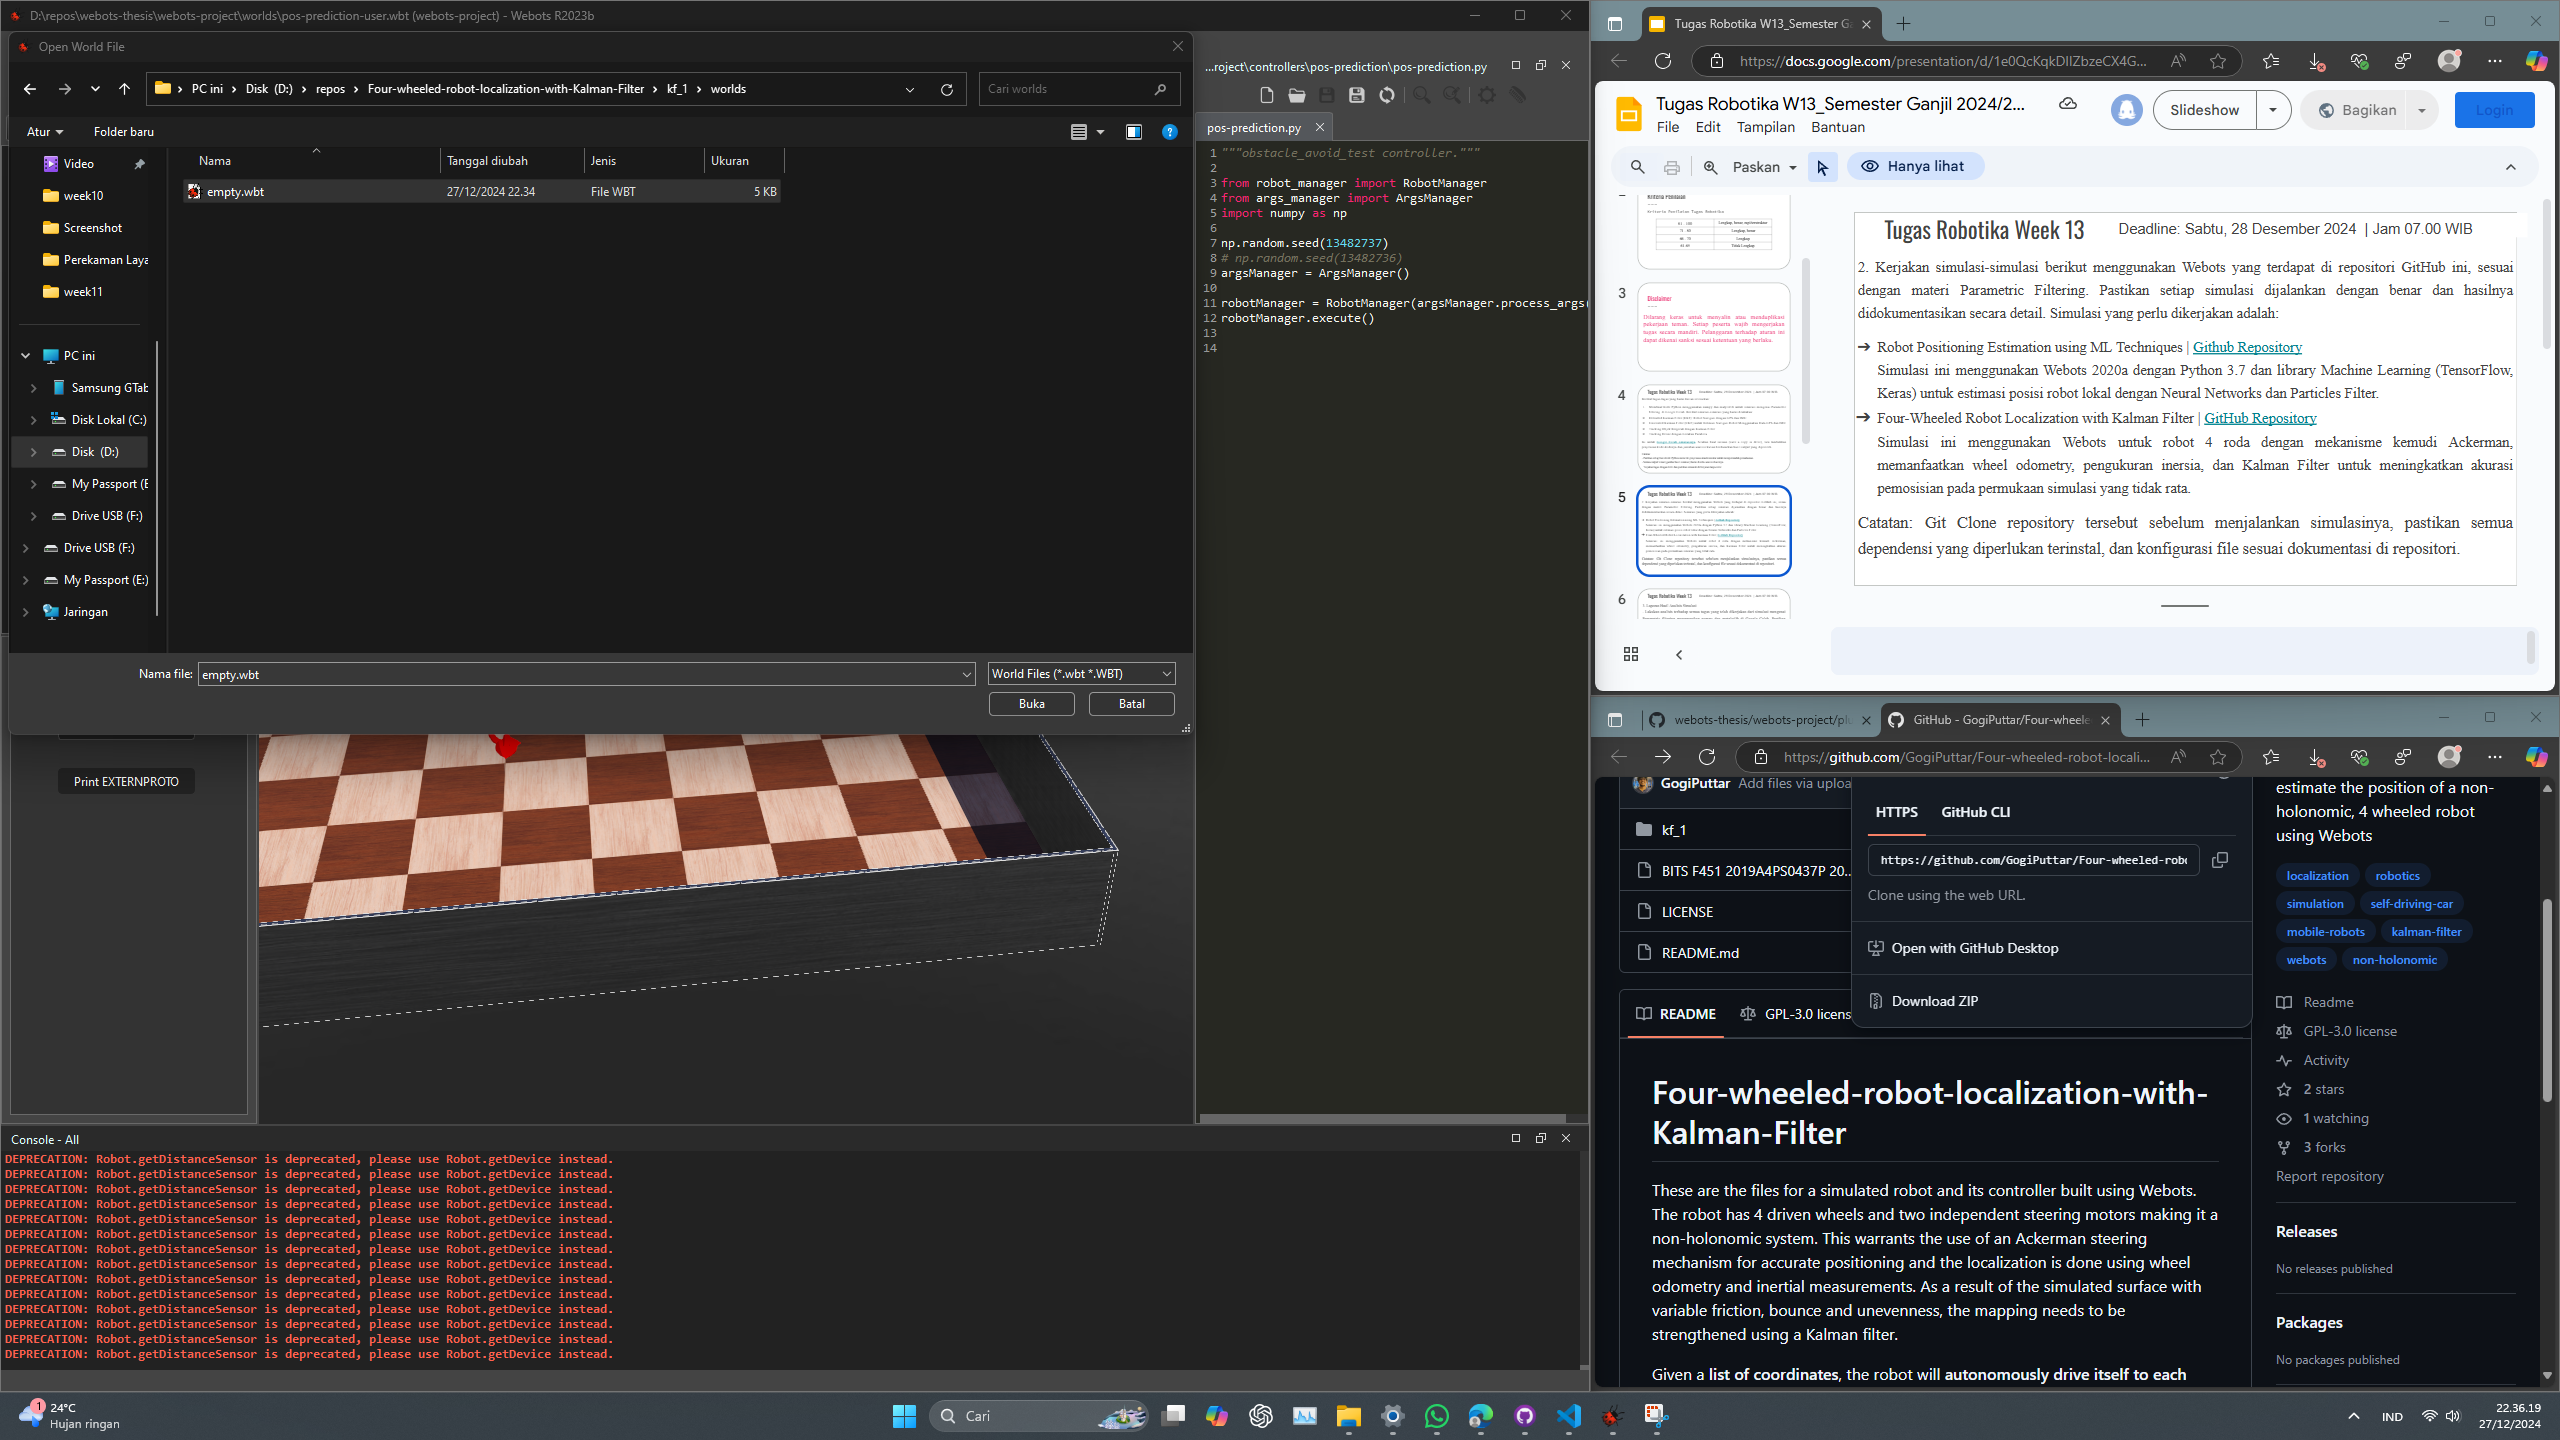 D:\repos\webots-thesis\webots-project\worlds\pos-prediction-user.wbt (webots-project) - Webots R2023b
Open World File
PC ini > Disk (D:) > repos > Four-wheeled-robot-localization-with-Kalman-Filter > kf_1 > worlds
Cari worlds
Atur
Folder baru
Nama
Tanggal diubah
Jenis
Ukuran
empty.wbt
27/12/2024 22.34
File WBT
5 KB
Video
week10
Screenshot
Perekaman Laya
week11
PC ini
Samsung GTab
Disk Lokal (C:)
Disk (D:)
My Passport (E
Drive USB (F:)
Drive USB (F:)
My Passport (E:)
Jaringan
Nama file:
empty.wbt
World Files (*.wbt *.WBT)
Buka
Batal
Print EXTERNPROTO
...roject\controllers\pos-prediction\pos-prediction.py
pos-prediction.py
1 """obstacle_avoid_test controller."""
2
3 from robot_manager import RobotManager
4 from args_manager import ArgsManager
5 import numpy as np
6
7 np.random.seed(13482737)
8 # np.random.seed(13482736)
9 argsManager = ArgsManager()
10
11 robotManager = RobotManager(argsManager.process_args(
12 robotManager.execute()
13
14
Console - All
DEPRECATION: Robot.getDistanceSensor is deprecated, please use Robot.getDevice instead.
DEPRECATION: Robot.getDistanceSensor is deprecated, please use Robot.getDevice instead.
DEPRECATION: Robot.getDistanceSensor is deprecated, please use Robot.getDevice instead.
DEPRECATION: Robot.getDistanceSensor is deprecated, please use Robot.getDevice instead.
DEPRECATION: Robot.getDistanceSensor is deprecated, please use Robot.getDevice instead.
DEPRECATION: Robot.getDistanceSensor is deprecated, please use Robot.getDevice instead.
DEPRECATION: Robot.getDistanceSensor is deprecated, please use Robot.getDevice instead.
DEPRECATION: Robot.getDistanceSensor is deprecated, please use Robot.getDevice instead.
DEPRECATION: Robot.getDistanceSensor is deprecated, please use Robot.getDevice instead.
DEPRECATION: Robot.getDistanceSensor is deprecated, please use Robot.getDevice instead.
DEPRECATION: Robot.getDistanceSensor is deprecated, please use Robot.getDevice instead.
DEPRECATION: Robot.getDistanceSensor is deprecated, please use Robot.getDevice instead.
DEPRECATION: Robot.getDistanceSensor is deprecated, please use Robot.getDevice instead.
DEPRECATION: Robot.getDistanceSensor is deprecated, please use Robot.getDevice instead.
Tugas Robotika W13_Semester Ga
https://docs.google.com/presentation/d/1e0QcKqkDIlZbzeCX4G...
Tugas Robotika W13_Semester Ganjil 2024/2...
File Edit Tampilan Bantuan
Slideshow
Bagikan
Login
Paskan
Hanya lihat
3
4
5
6
Disclaimer
Tugas Robotika Week 13
Deadline: Sabtu, 28 Desember 2024 | Jam 07.00 WIB
2. Kerjakan simulasi-simulasi berikut menggunakan Webots yang terdapat di repositori GitHub ini, sesuai
dengan materi Parametric Filtering. Pastikan setiap simulasi dijalankan dengan benar dan hasilnya
didokumentasikan secara detail. Simulasi yang perlu dikerjakan adalah:
➔ Robot Positioning Estimation using ML Techniques | Github Repository
Simulasi ini menggunakan Webots 2020a dengan Python 3.7 dan library Machine Learning (TensorFlow,
Keras) untuk estimasi posisi robot lokal dengan Neural Networks dan Particles Filter.
➔ Four-Wheeled Robot Localization with Kalman Filter | GitHub Repository
Simulasi ini menggunakan Webots untuk robot 4 roda dengan mekanisme kemudi Ackerman,
memanfaatkan wheel odometry, pengukuran inersia, dan Kalman Filter untuk meningkatkan akurasi
pemosisian pada permukaan simulasi yang tidak rata.
Catatan: Git Clone repository tersebut sebelum menjalankan simulasinya, pastikan semua
dependensi yang diperlukan terinstal, dan konfigurasi file sesuai dokumentasi di repositori.
webots-thesis/webots-project/plu
GitHub - GogiPuttar/Four-wheele
https://github.com/GogiPuttar/Four-wheeled-robot-locali...
GogiPuttar Add files via uploa
kf_1
BITS F451 2019A4PS0437P 20...
LICENSE
README.md
README
GPL-3.0 licens
HTTPS
GitHub CLI
https://github.com/GogiPuttar/Four-wheeled-robo
Clone using the web URL.
Open with GitHub Desktop
Download ZIP
Four-wheeled-robot-localization-with-
Kalman-Filter
These are the files for a simulated robot and its controller built using Webots.
The robot has 4 driven wheels and two independent steering motors making it a
non-holonomic system. This warrants the use of an Ackerman steering
mechanism for accurate positioning and the localization is done using wheel
odometry and inertial measurements. As a result of the simulated surface with
variable friction, bounce and unevenness, the mapping needs to be
strengthened using a Kalman filter.
Given a list of coordinates, the robot will autonomously drive itself to each
estimate the position of a non-
holonomic, 4 wheeled robot
using Webots
localization
robotics
simulation
self-driving-car
mobile-robots
kalman-filter
webots
non-holonomic
Readme
GPL-3.0 license
Activity
2 stars
1 watching
3 forks
Report repository
Releases
No releases published
Packages
No packages published
1
24°C
Hujan ringan
Cari
IND
22.36.19
27/12/2024